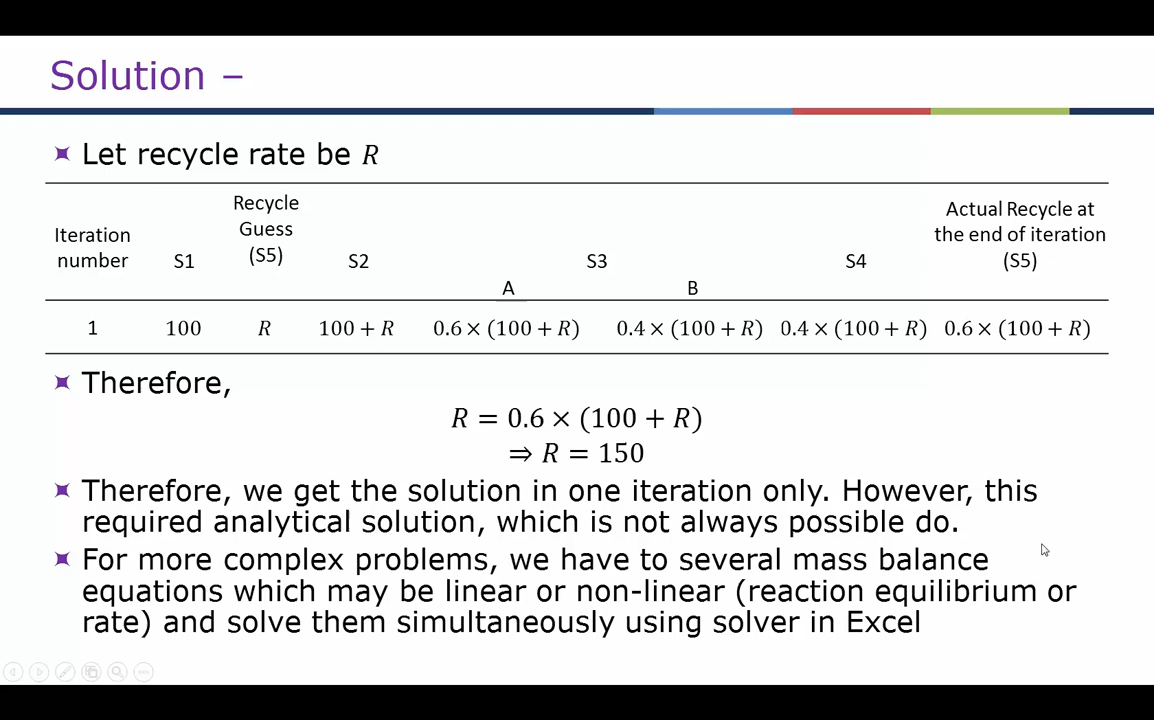 Solution –
Let recycle rate be R
Iteration number
S1
Recycle Guess (S5)
S2
S3
A
B
S4
Actual Recycle at the end of iteration (S5)
1 100 R 100 + R 0.6 × (100 + R) 0.4 × (100 + R) 0.4 × (100 + R) 0.6 × (100 + R)
Therefore,
R = 0.6 × (100 + R)
⇒ R = 150
Therefore, we get the solution in one iteration only. However, this
required analytical solution, which is not always possible do.
For more complex problems, we have to several mass balance
equations which may be linear or non-linear (reaction equilibrium or
rate) and solve them simultaneously using solver in Excel